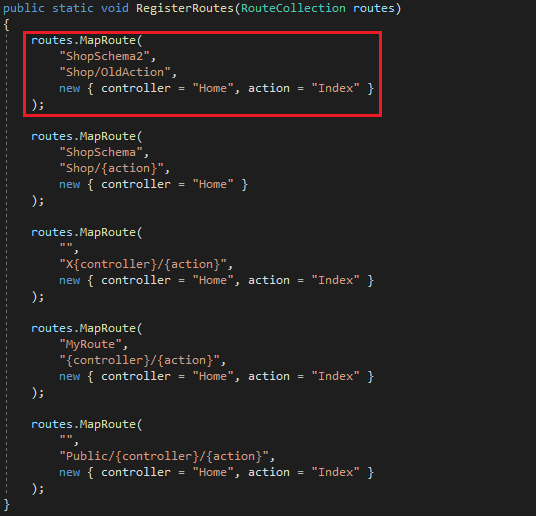 public static void RegisterRoutes(RouteCollection routes)
{
routes.MapRoute(
"ShopSchema2",
"Shop/OldAction",
new { controller = "Home", action = "Index" }
);
routes.MapRoute(
"ShopSchema",
"Shop/{action}",
new { controller = "Home" }
);
routes.MapRoute(
"",
"X{controller}/{action}",
new { controller = "Home", action = "Index" }
);
routes.MapRoute(
"MyRoute",
"{controller}/{action}",
new { controller = "Home", action = "Index" }
);
routes.MapRoute(
"",
"Public/{controller}/{action}",
new { controller = "Home", action = "Index" }
);
}